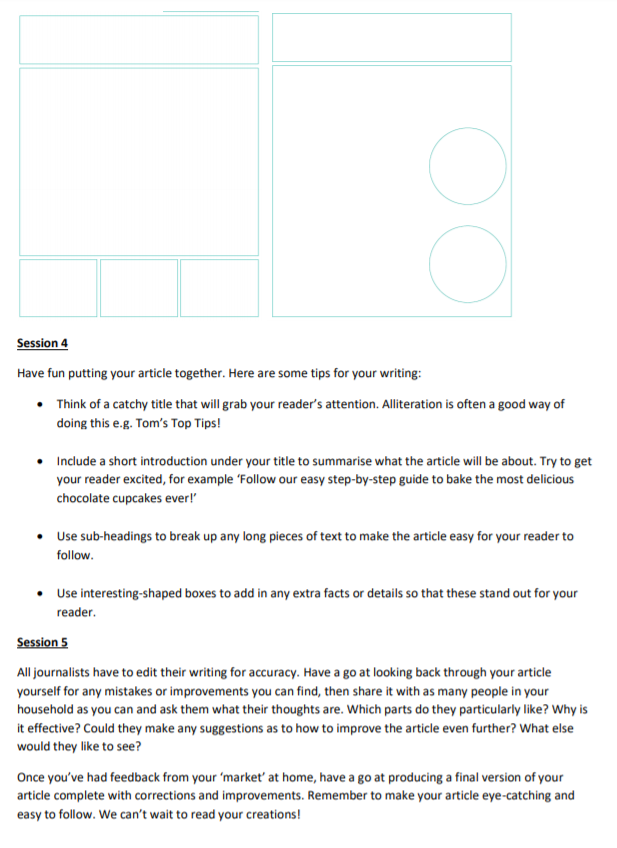 Session 4
Have fun putting your article together. Here are some tips for your writing:
• Think of a catchy title that will grab your reader's attention. Alliteration is often a good way of
doing this e.g. Tom's Top Tips!
• Include a short introduction under your title to summarise what the article will be about. Try to get
your reader excited, for example 'Follow our easy step-by-step guide to bake the most delicious
chocolate cupcakes ever!'
• Use sub-headings to break up any long pieces of text to make the article easy for your reader to
follow.
• Use interesting-shaped boxes to add in any extra facts or details so that these stand out for your
reader.
Session 5
All journalists have to edit their writing for accuracy. Have a go at looking back through your article
yourself for any mistakes or improvements you can find, then share it with as many people in your
household as you can and ask them what their thoughts are. Which parts do they particularly like? Why is
it effective? Could they make any suggestions as to how to improve the article even further? What else
would they like to see?
Once you've had feedback from your 'market' at home, have a go at producing a final version of your
article complete with corrections and improvements. Remember to make your article eye-catching and
easy to follow. We can't wait to read your creations!